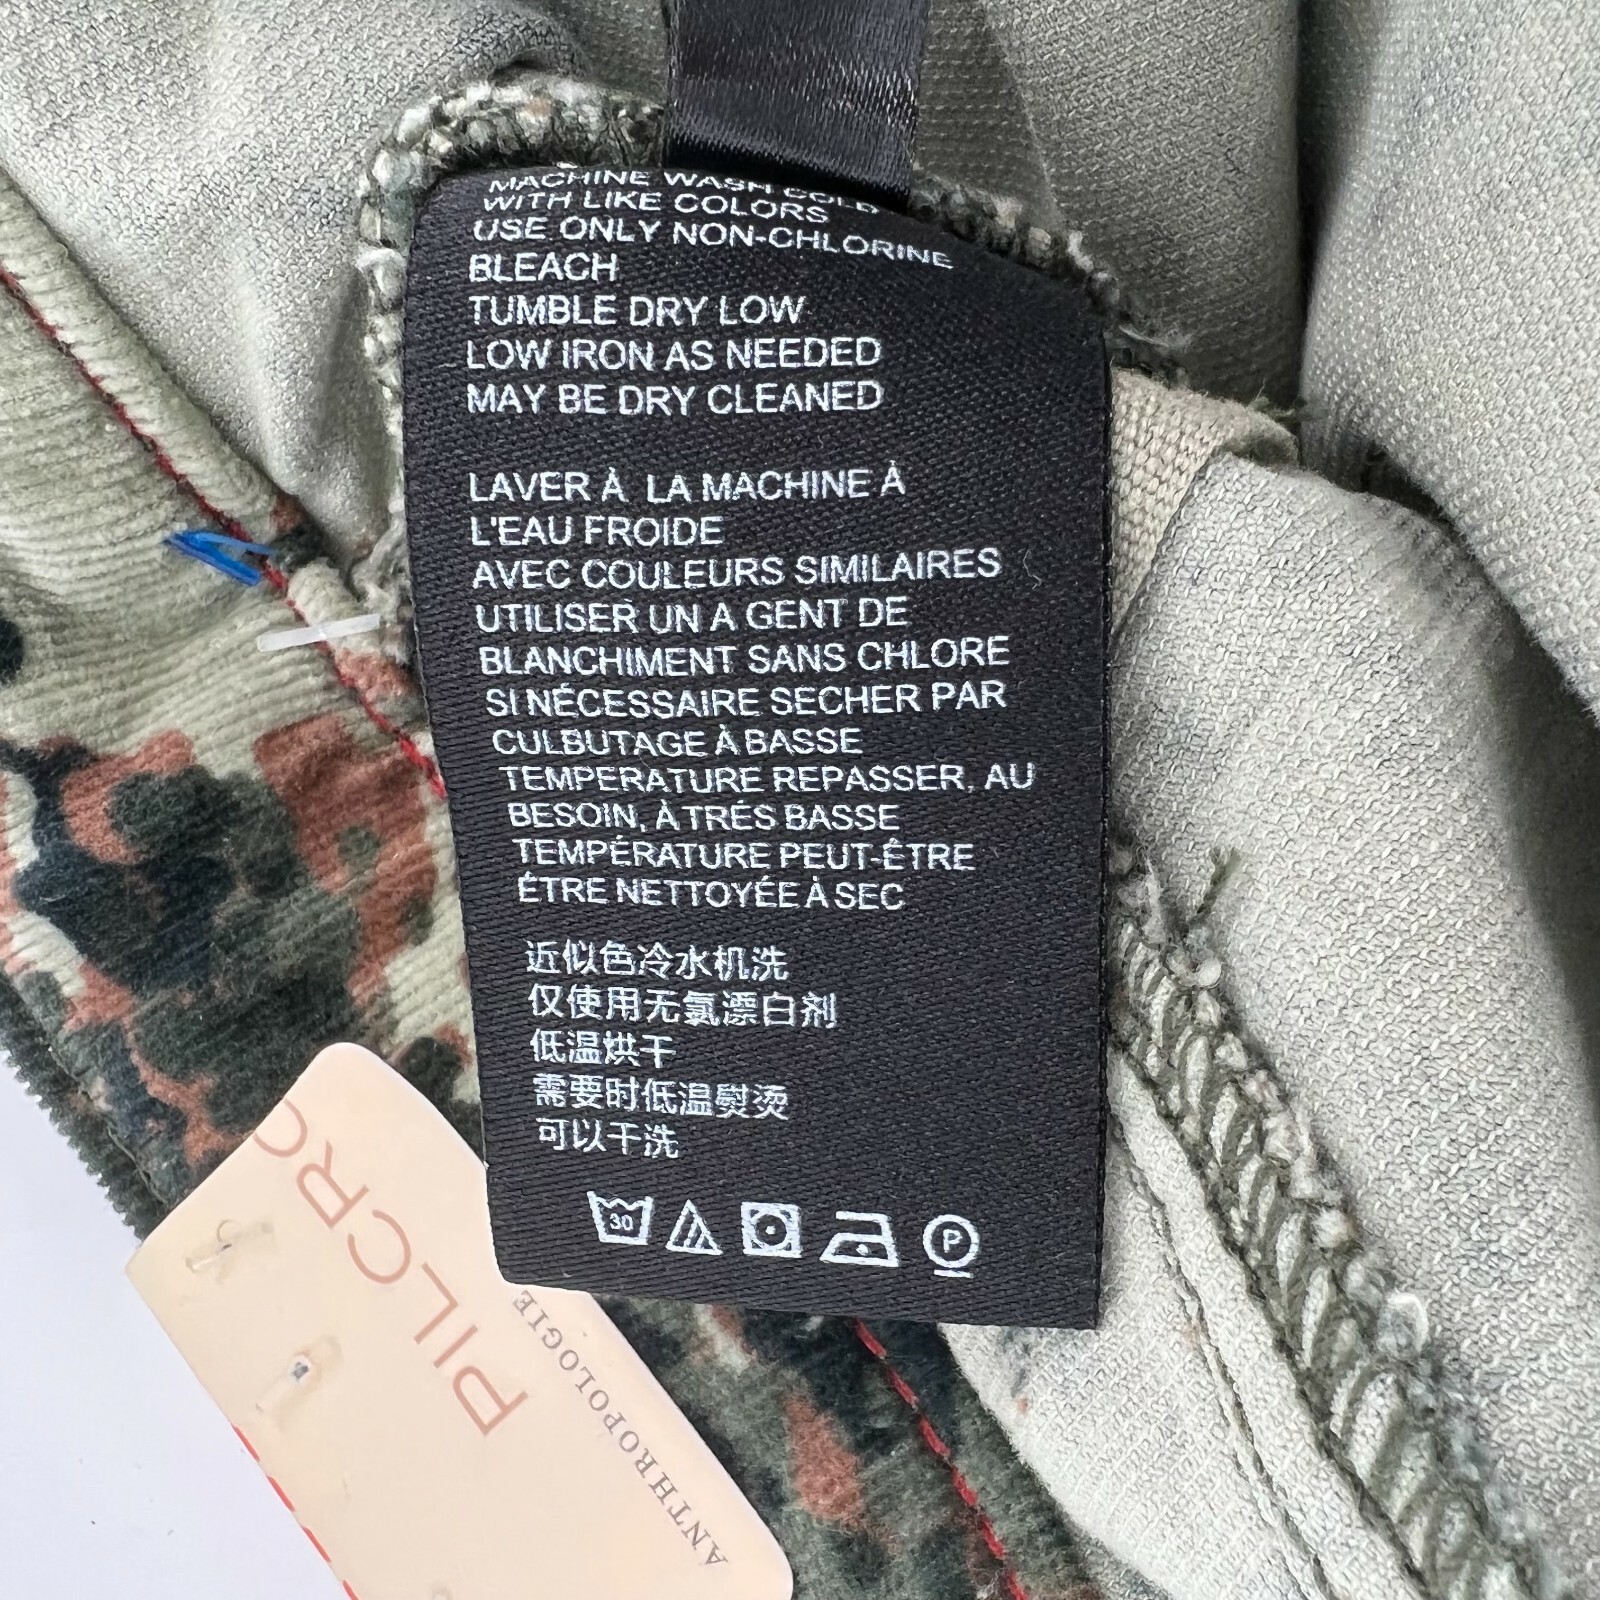 MACHINE WASH COLD
WITH LIKE COLORS
USE ONLY NON-CHLORINE
BLEACH
TUMBLE DRY LOW
LOW IRON AS NEEDED
MAY BE DRY CLEANED
LAVER À LA MACHINE À
L'EAU FROIDE
AVEC COULEURS SIMILAIRES
UTILISER UN A GENT DE
BLANCHIMENT SANS CHLORE
SI NÉCESSAIRE SECHER PAR
CULBUTAGE À BASSE
TEMPERATURE REPASSER, AU
BESOIN, À TRÉS BASSE
TEMPÉRATURE PEUT-ÊTRE
ÉTRE NETTOYÉE À SEC
近似色冷水机洗
仅使用无氯漂白剂
低温烘干
需要时低温熨烫
可以干洗
30
P
PILCRO
ANTHROPOLOGIE